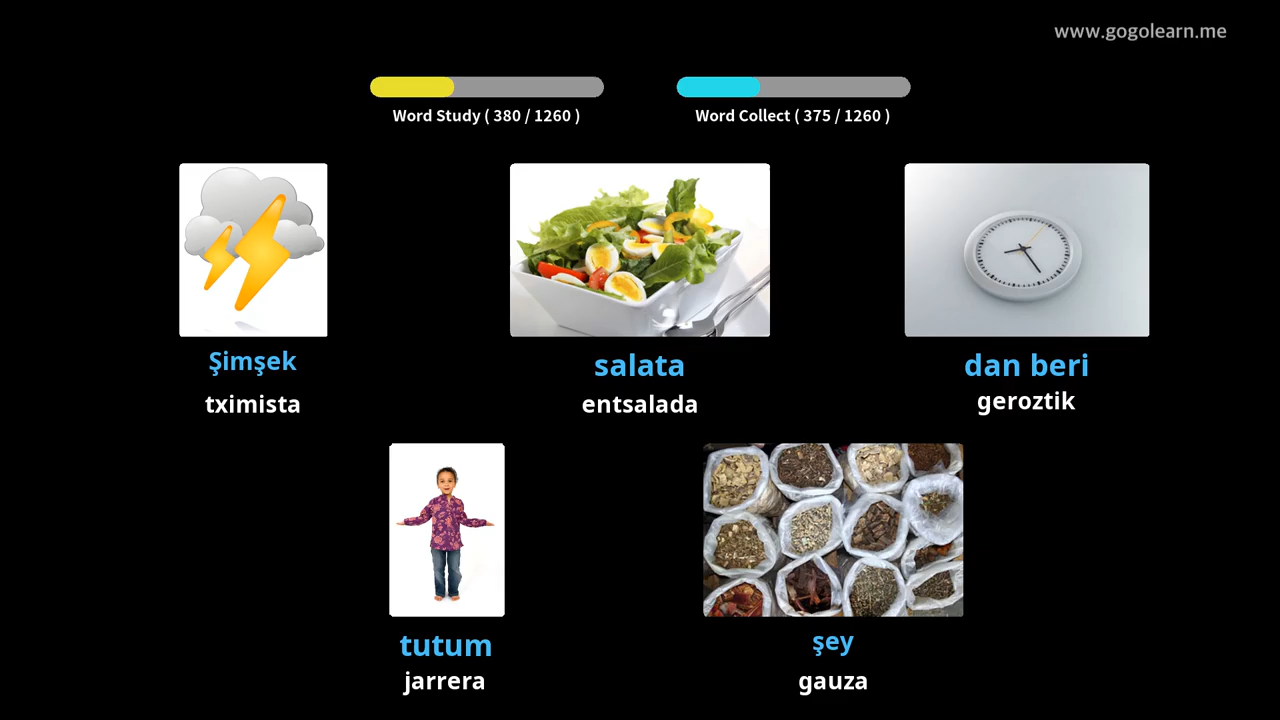 www.gogolearn.me
Word Study ( 380 / 1260 )
Word Collect ( 375 / 1260 )
Şimşek
tximista
salata
entsalada
dan beri
geroztik
tutum
jarrera
şey
gauza